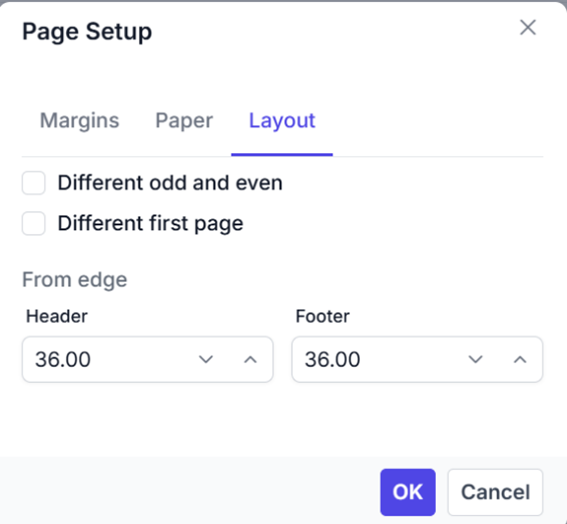 Page Setup
Margins Paper Layout
Different odd and even
Different first page
From edge
Header Footer
36.00 36.00
OK Cancel